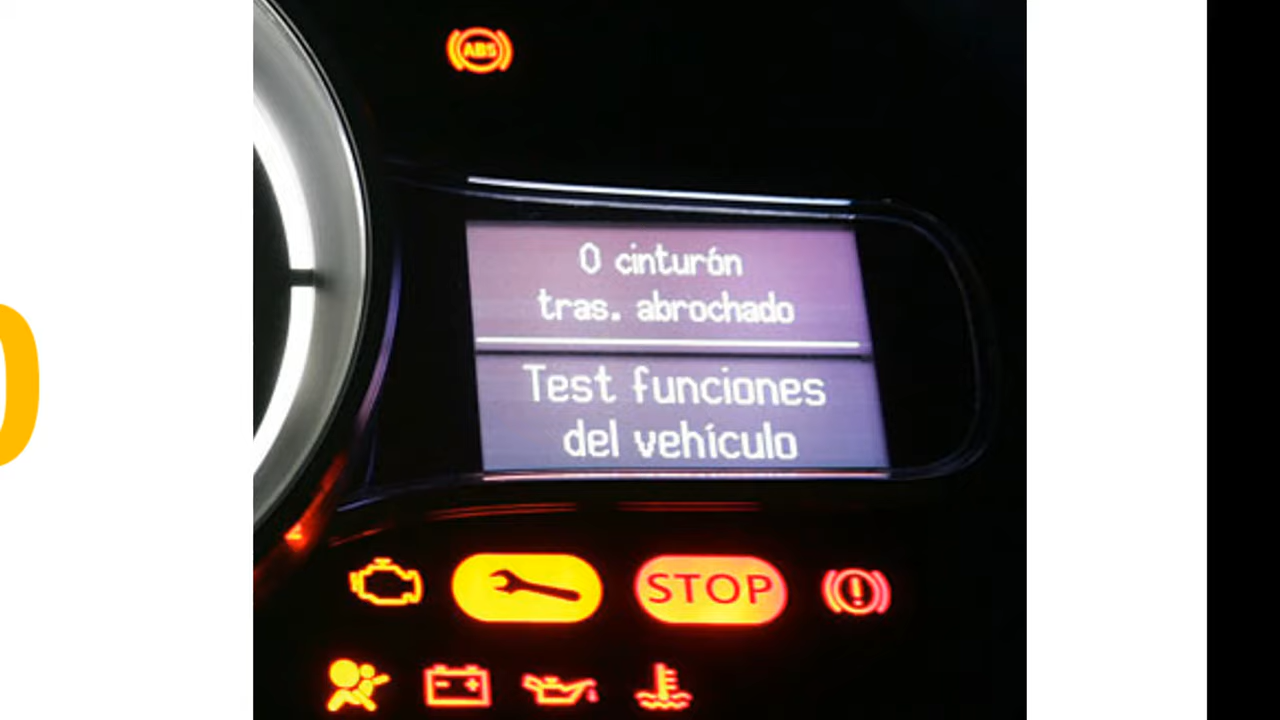 ABS
0 cinturón
tras. abrochado
Test funciones
del vehículo
STOP